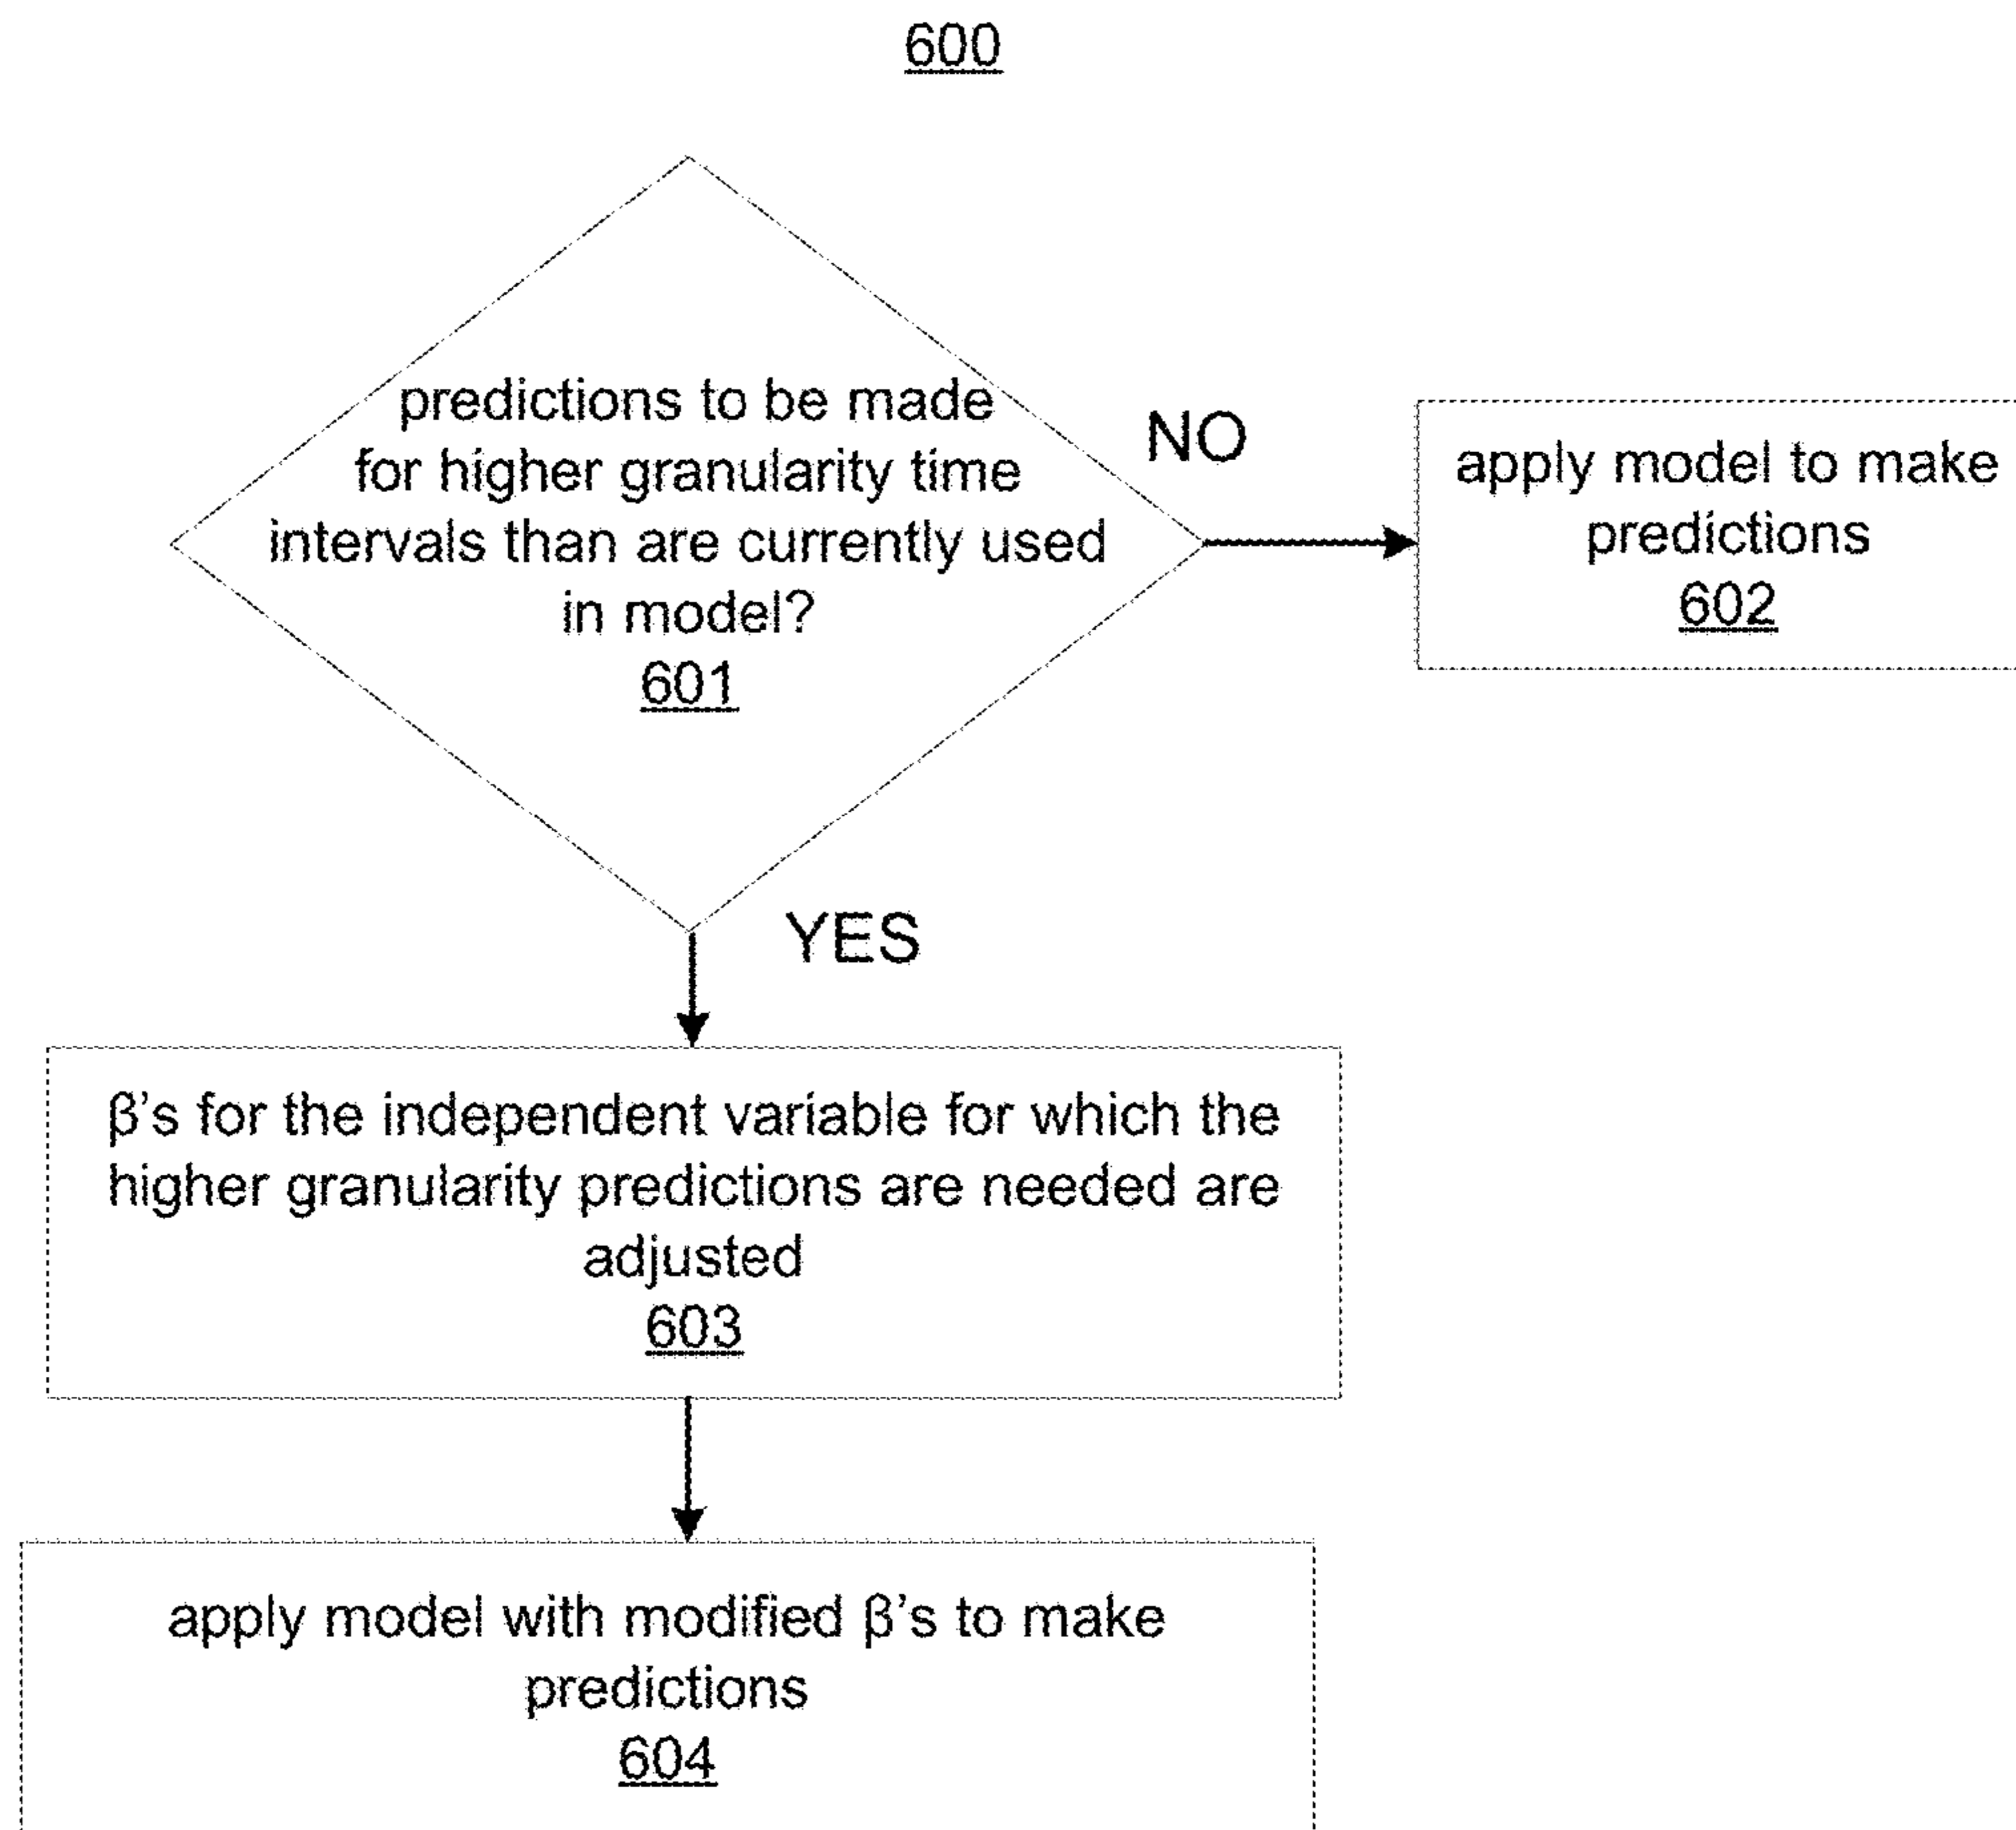 600
predictions to be made
for higher granularity time
intervals than are currently used
in model?
601
NO
apply model to make
predictions
602
YES
β's for the independent variable for which the
higher granularity predictions are needed are
adjusted
603
apply model with modified β's to make
predictions
604